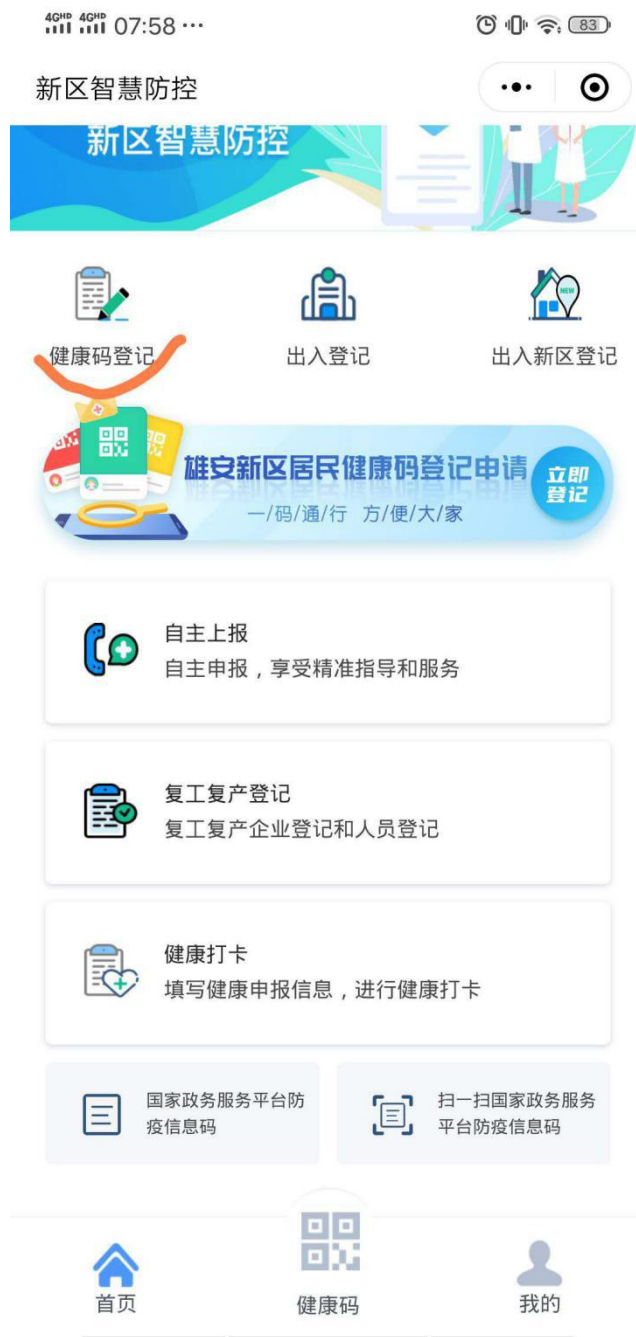 4GHD 4GHD 07:58 ··· 83
新区智慧防控
新区智慧防控
健康码登记
出入登记
NEW
出入新区登记
雄安新区居民健康码登记申请
一/码/通/行 方/便/大/家
立即
登记
自主上报
自主申报，享受精准指导和服务
复工复产登记
复工复产企业登记和人员登记
健康打卡
填写健康申报信息，进行健康打卡
国家政务服务平台防
疫信息码
扫一扫国家政务服务
平台防疫信息码
首页
健康码
我的